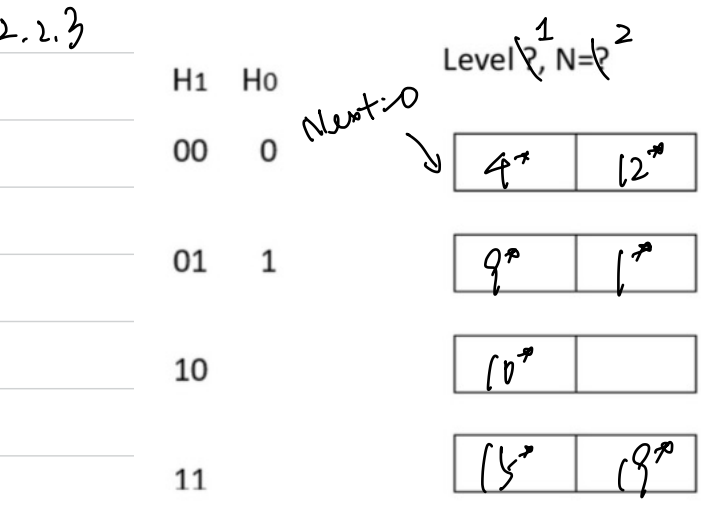 2.2.3
1 2
Level ?, N=?
H1 H0
Next=0
00 0 4* 12*
01 1 9* 1*
10 10*
11 15* 19*